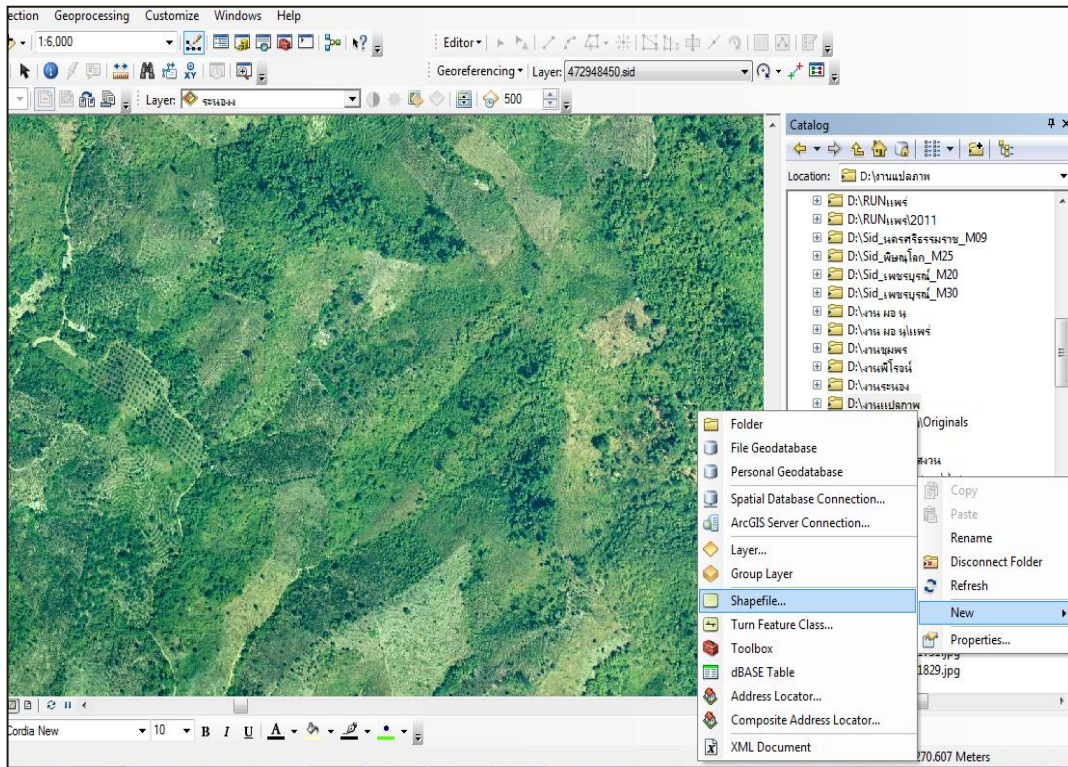 ection Geoprocessing Customize Windows Help
1:6,000
Editor
Georeferencing Layer: 472948450.sid
Layer: ระนอง 500
Catalog
Location: D:\งานแปลภาพ
D:\RUNแพร่
D:\RUNแพร่\2011
D:\Sid_นครศรีธรรมราช_M09
D:\Sid_พิษณุโลก_M25
D:\Sid_เพชรบูรณ์_M20
D:\Sid_เพชรบูรณ์_M30
D:\งาน ผอ นุ
D:\งาน ผอ นุ\แพร่
D:\งานชุมพร
D:\งานพิโรจน์
D:\งานระนอง
D:\งานแปลภาพ
\Originals
Folder
File Geodatabase
Personal Geodatabase
Spatial Database Connection...
ArcGIS Server Connection...
Layer...
Group Layer
Shapefile...
Turn Feature Class...
Toolbox
dBASE Table
Address Locator...
Composite Address Locator...
XML Document
Copy
Paste
Rename
Disconnect Folder
Refresh
New
Properties...
1829.jpg
Cordia New 10 B I U A
270.607 Meters